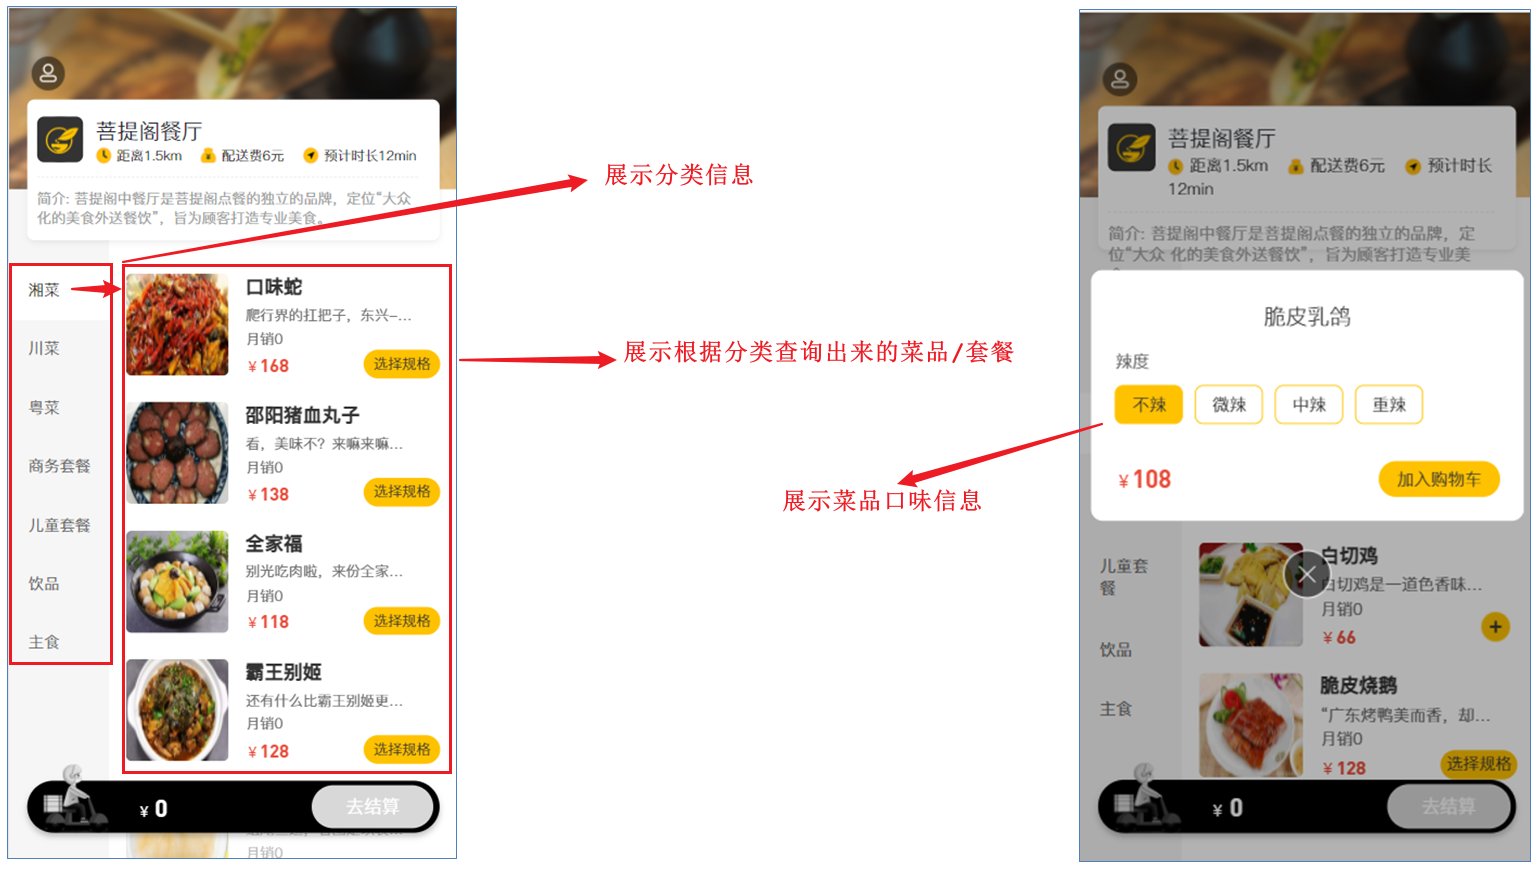 菩提阁餐厅
距离1.5km 配送费6元 预计时长12min
简介: 菩提阁中餐厅是菩提阁点餐的独立的品牌，定位“大众
化的美食外送餐饮”，旨为顾客打造专业美食。
湘菜
川菜
粤菜
商务套餐
儿童套餐
饮品
主食
口味蛇
爬行界的扛把子，东兴-...
月销0
¥ 168
选择规格
邵阳猪血丸子
看，美味不？来嘛来嘛...
月销0
¥ 138
选择规格
全家福
别光吃肉啦，来份全家...
月销0
¥ 118
选择规格
霸王别姬
还有什么比霸王别姬更...
月销0
¥ 128
选择规格
¥ 0
去结算
月销0
展示分类信息
展示根据分类查询出来的菜品/套餐
展示菜品口味信息
菩提阁餐厅
距离1.5km 配送费6元 预计时长
12min
简介: 菩提阁中餐厅是菩提阁点餐的独立的品牌，定
位“大众 化的美食外送餐饮”，旨为顾客打造专业美
脆皮乳鸽
辣度
不辣 微辣 中辣 重辣
¥ 108
加入购物车
儿童套
餐
饮品
主食
白切鸡
白切鸡是一道色香味...
月销0
¥ 66
脆皮烧鹅
“广东烤鸭美而香，却...
月销0
¥ 128
选择规格
¥ 0
去结算